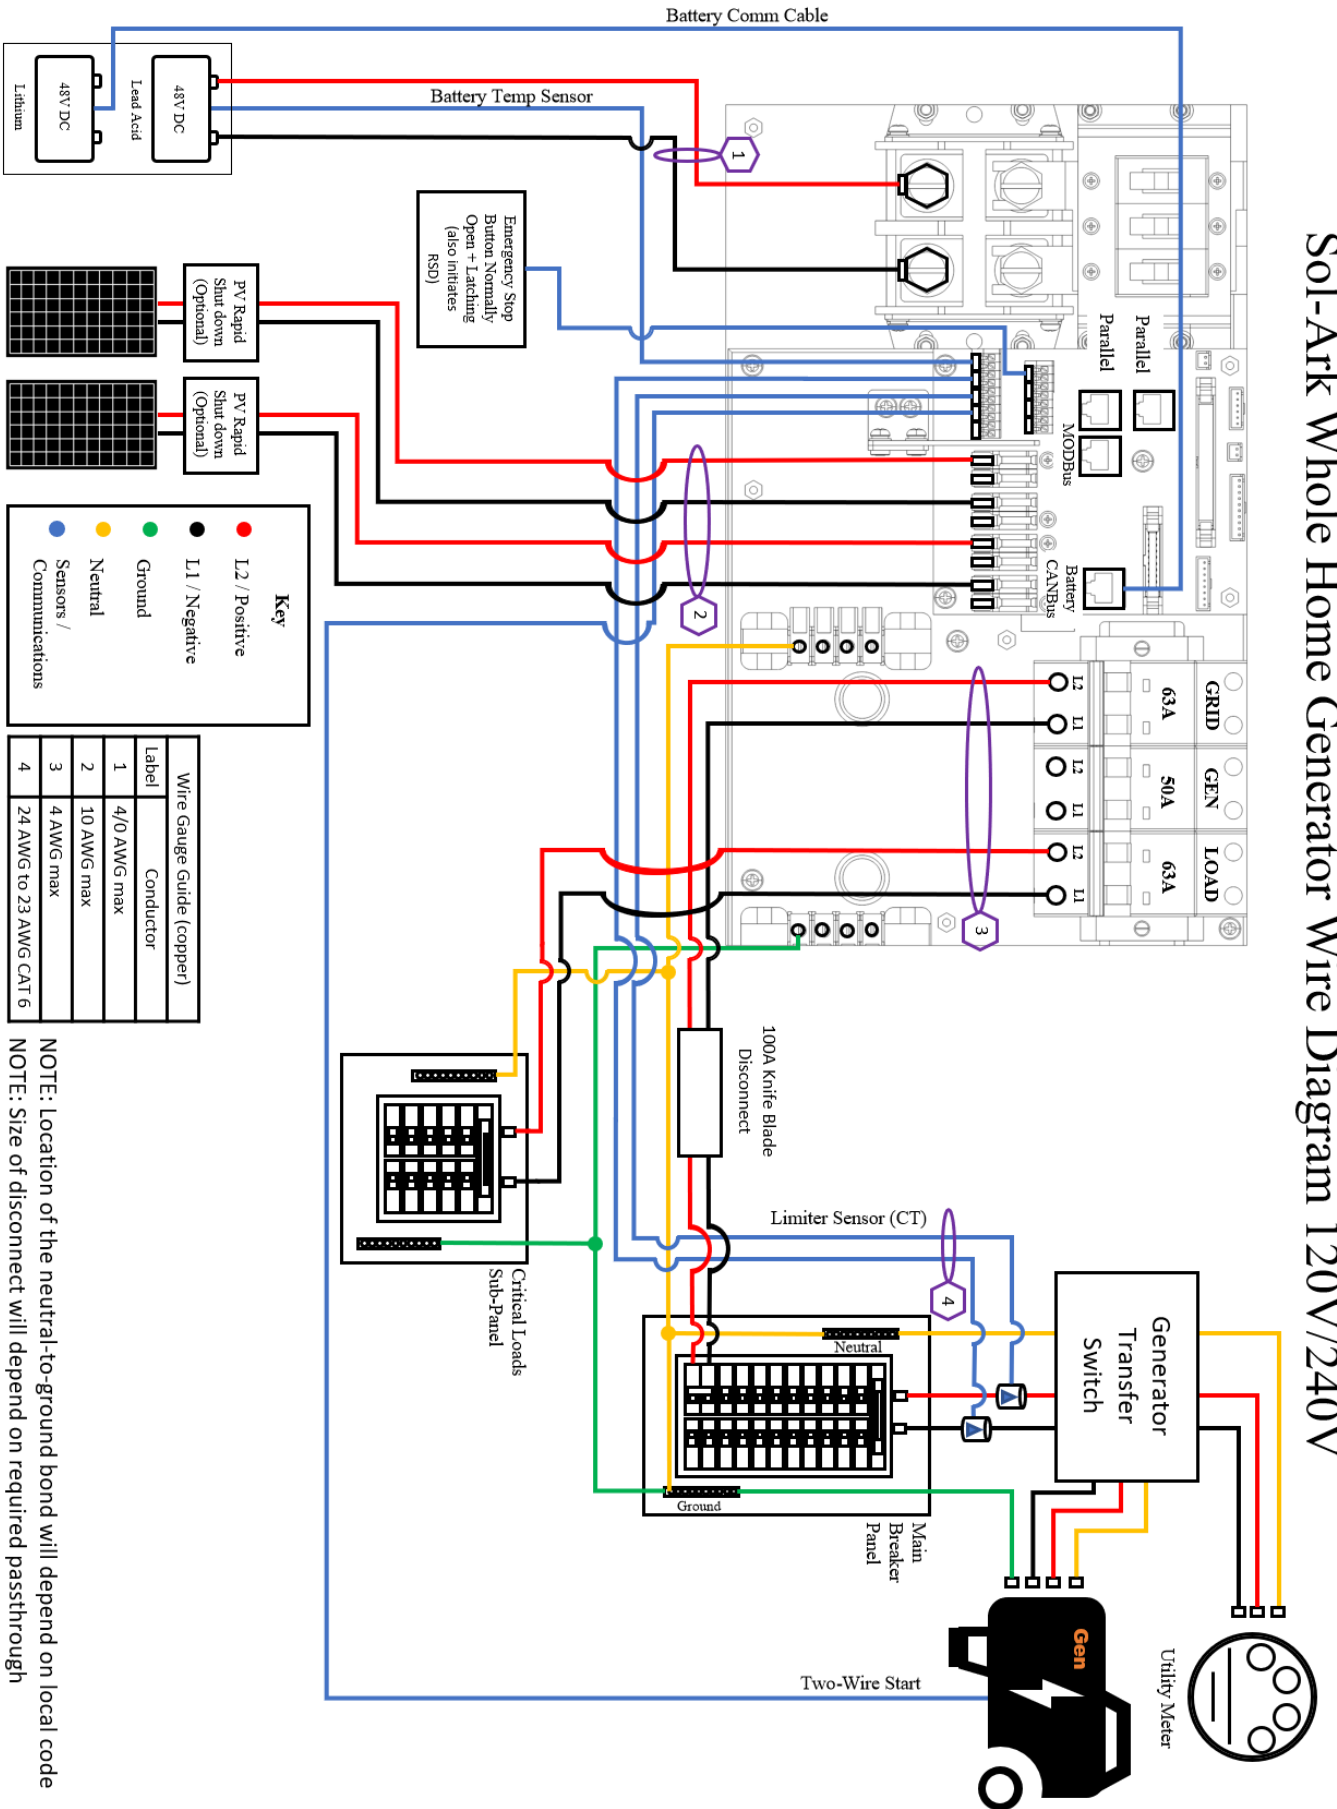 Sol-Ark Whole Home Generator Wire Diagram 120V/240V
Battery Comm Cable
Battery Temp Sensor
48V DC
Lithium
48V DC
Lead Acid
1
Emergency Stop
Button Normally
Open + Latching
(also initiates
RSD)
PV Rapid
Shut down
(Optional)
PV Rapid
Shut down
(Optional)
Parallel
Parallel
MODBus
Battery
CANBus
2
GRID
63A
L2
L1
GEN
50A
L2
L1
LOAD
63A
L2
L1
3
Key
L2 / Positive
L1 / Negative
Ground
Neutral
Sensors /
Communications
Wire Gauge Guide (copper)
Label Conductor
1 4/0 AWG max
2 10 AWG max
3 4 AWG max
4 24 AWG to 23 AWG CAT 6
100A Knife Blade
Disconnect
Limiter Sensor (CT)
4
Critical Loads
Sub-Panel
Neutral
Ground
Main
Breaker
Panel
Generator
Transfer
Switch
Gen
Two-Wire Start
Utility Meter
NOTE: Location of the neutral-to-ground bond will depend on local code
NOTE: Size of disconnect will depend on required passthrough